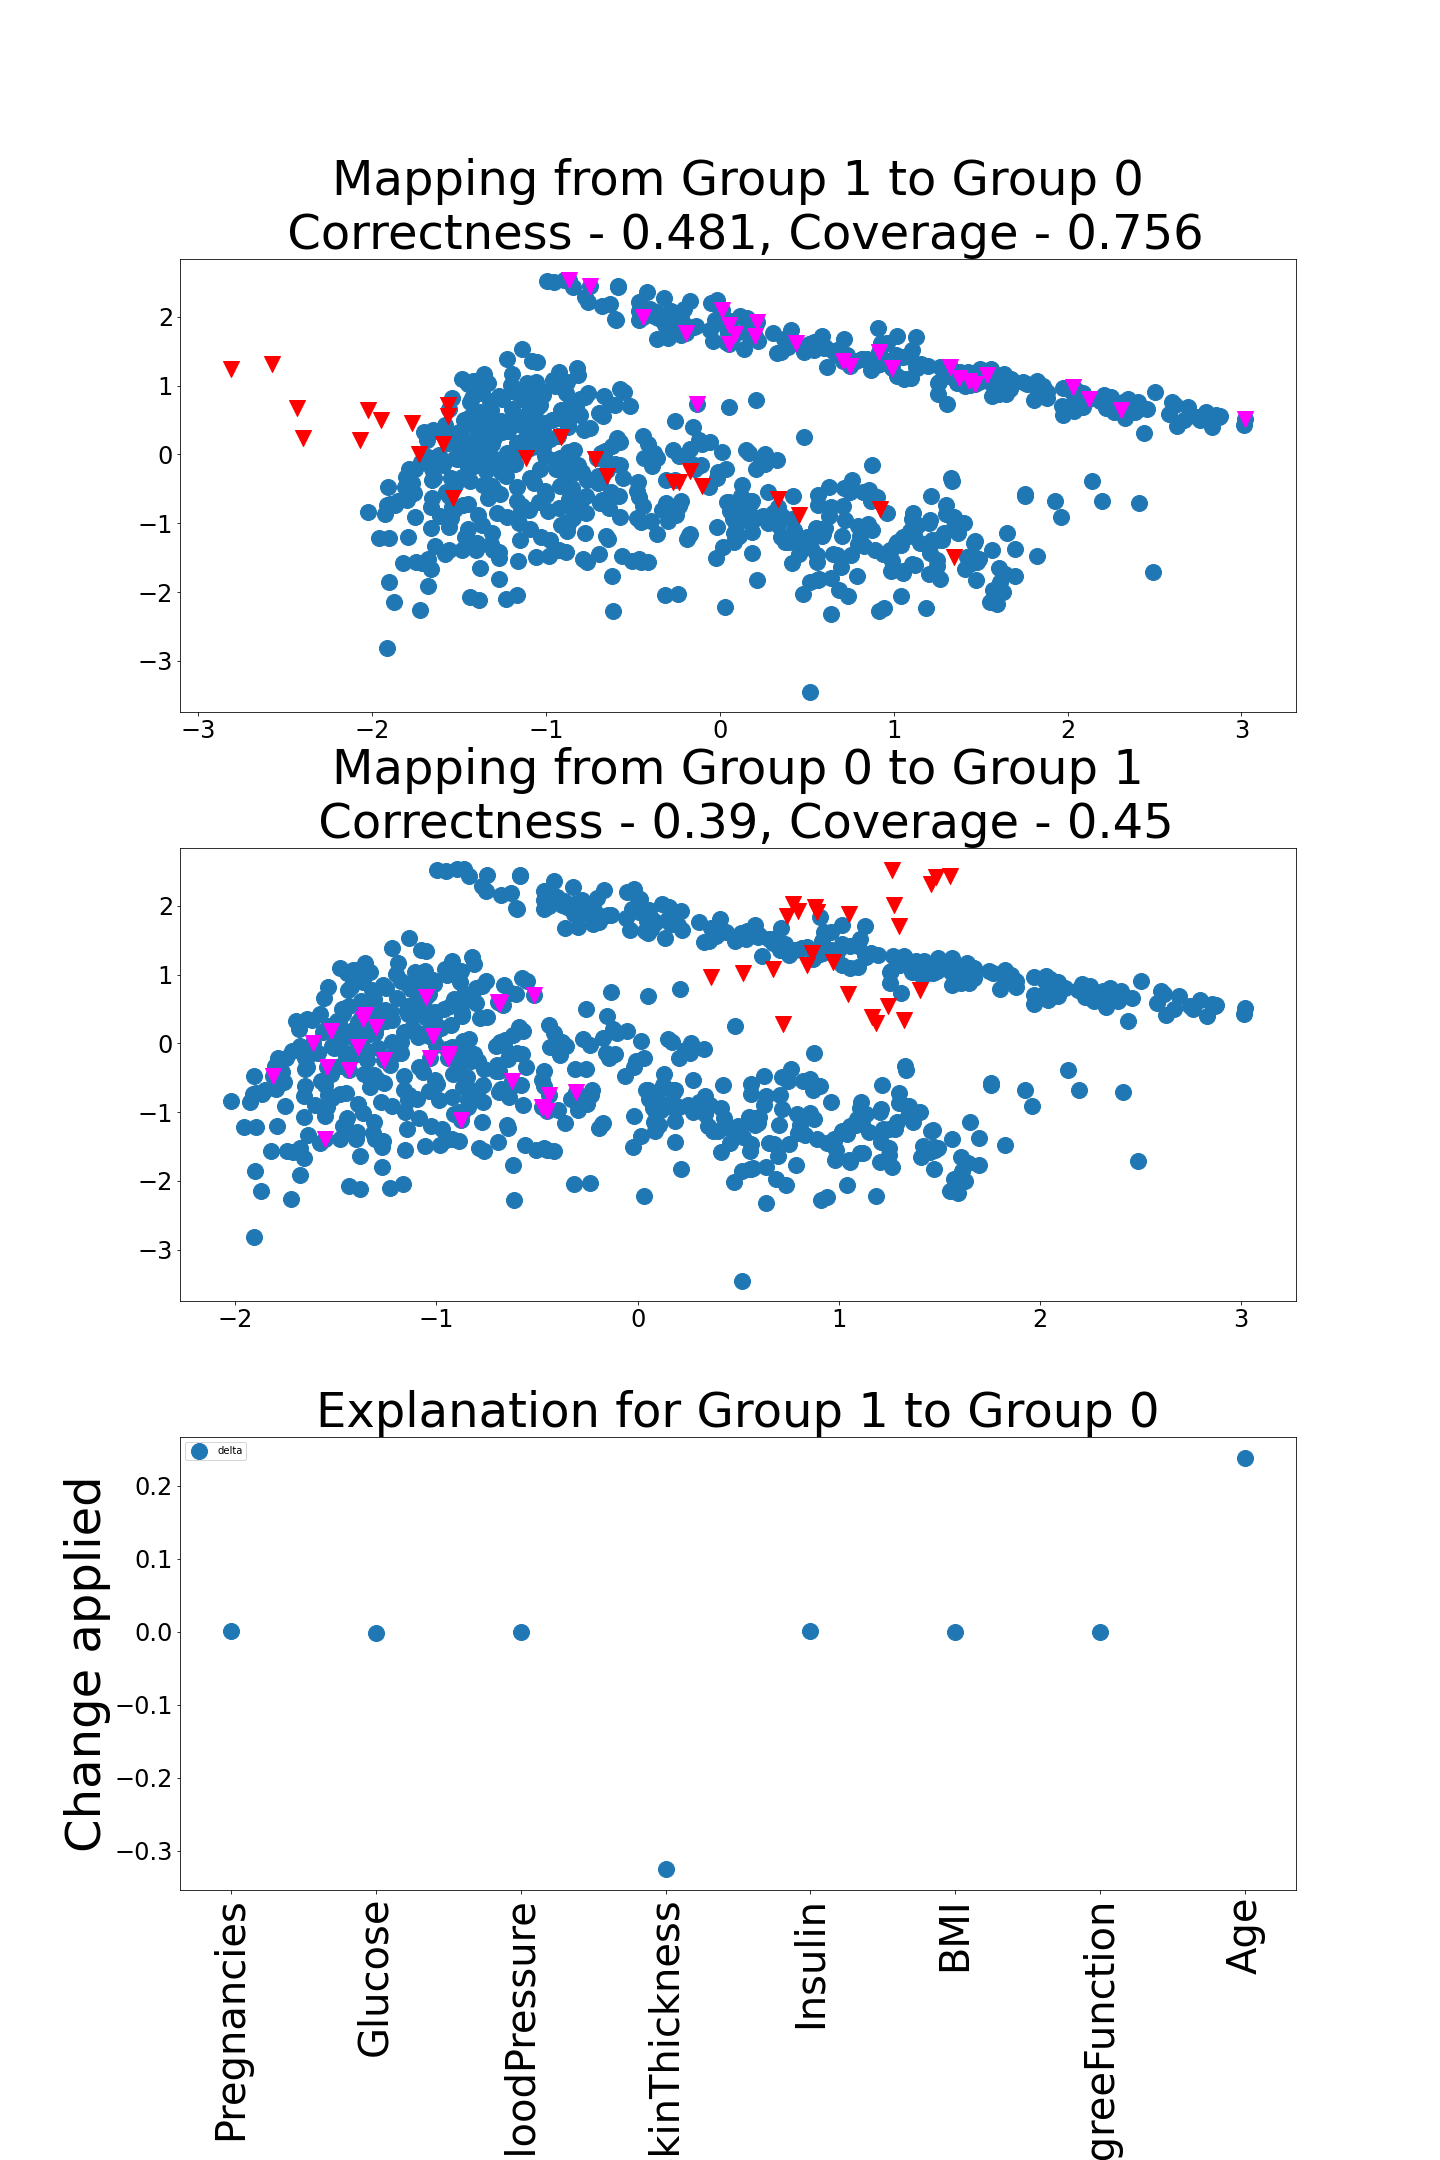 Mapping from Group 1 to Group 0
Correctness - 0.481, Coverage - 0.756
2
1
0
−1
−2
−3
−3 −2 −1 0 1 2 3
Mapping from Group 0 to Group 1
Correctness - 0.39, Coverage - 0.45
2
1
0
−1
−2
−3
−2 −1 0 1 2 3
Explanation for Group 1 to Group 0
delta
Change applied
0.2
0.1
0.0
−0.1
−0.2
−0.3
Pregnancies
Glucose
loodPressure
kinThickness
Insulin
BMI
greeFunction
Age